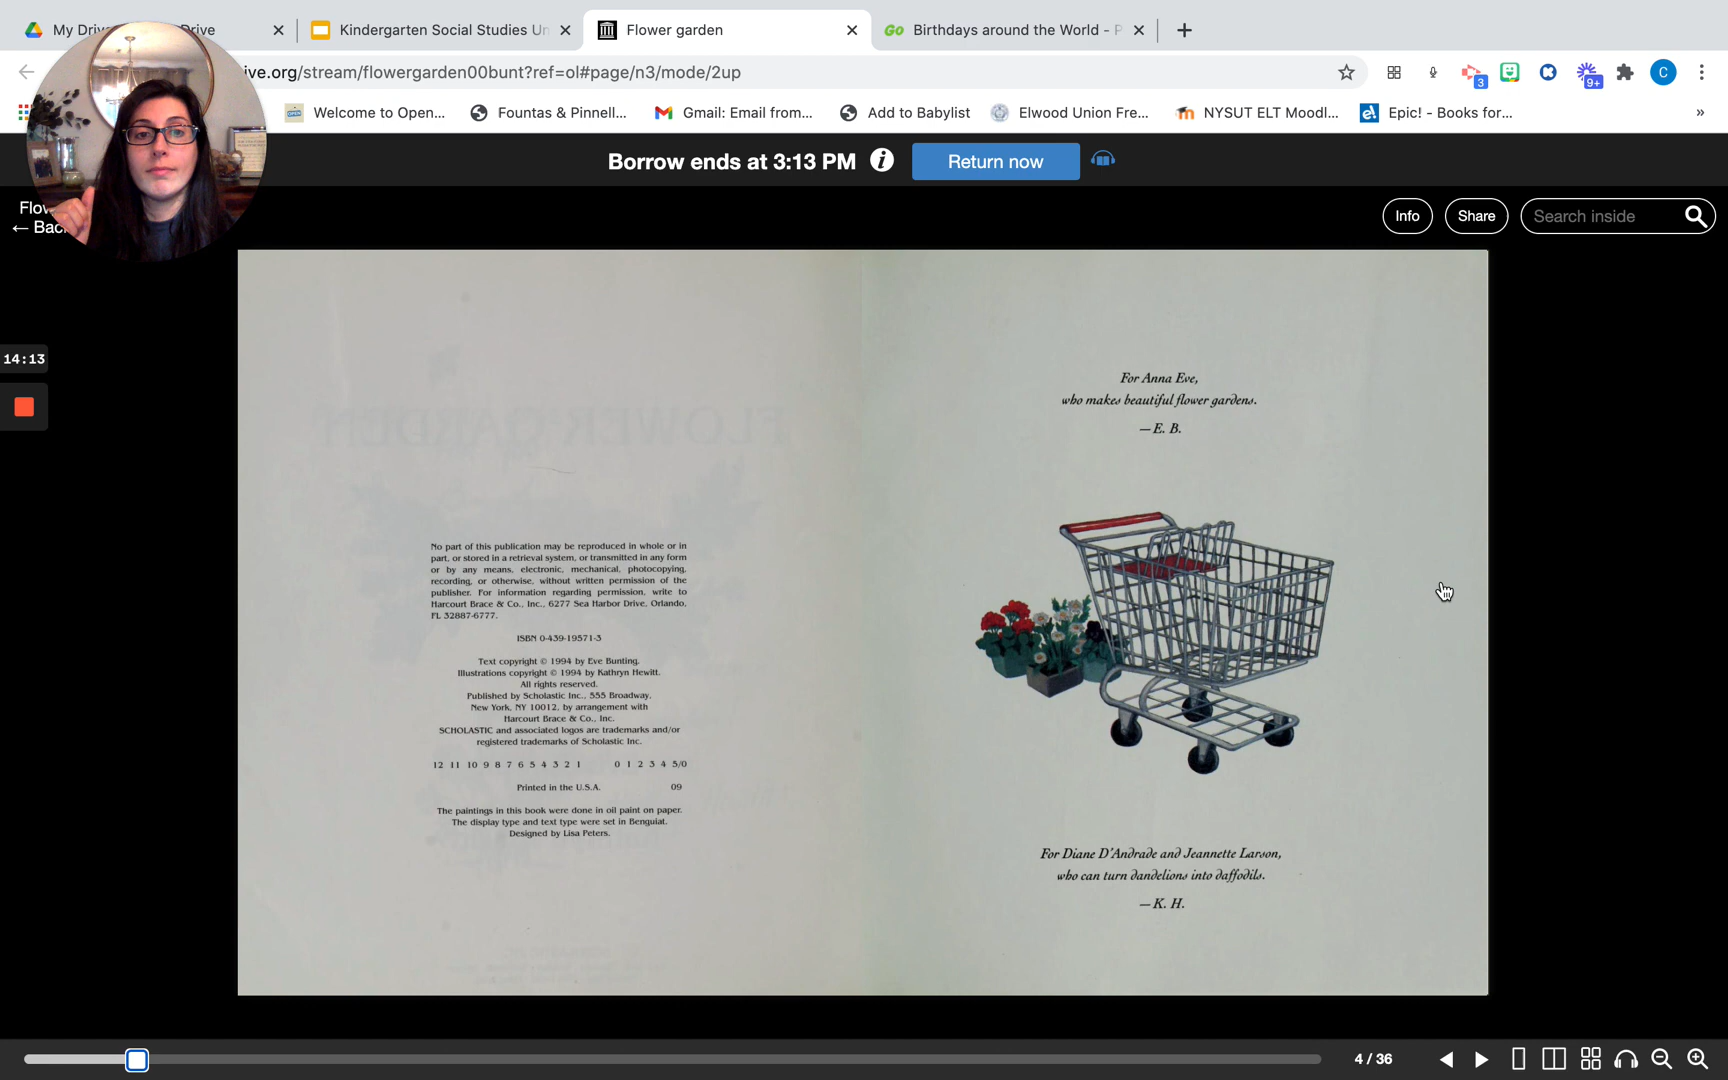 My Driv
Drive
Kindergarten Social Studies Un
Flower garden
GO Birthdays around the World - P
ive.org/stream/flowergarden00bunt?ref=ol#page/n3/mode/2up
3
9+
C
Welcome to Open...
Fountas & Pinnell...
Gmail: Email from...
Add to Babylist
Elwood Union Fre...
NYSUT ELT Moodl...
Epic! - Books for...
»
Borrow ends at 3:13 PM
Return now
Flow
← Back
Info
Share
Search inside
14:13
No part of this publication may be reproduced in whole or in
part, or stored in a retrieval system, or transmitted in any form
or by any means, electronic, mechanical, photocopying,
recording, or otherwise, without written permission of the
publisher. For information regarding permission, write to
Harcourt Brace & Co., Inc., 6277 Sea Harbor Drive, Orlando,
FL 32887-6777.
ISBN 0-439-19571-3
Text copyright © 1994 by Eve Bunting.
Illustrations copyright © 1994 by Kathryn Hewitt.
All rights reserved.
Published by Scholastic Inc., 555 Broadway,
New York, NY 10012, by arrangement with
Harcourt Brace & Co., Inc.
SCHOLASTIC and associated logos are trademarks and/or
registered trademarks of Scholastic Inc.
12 11 10 9 8 7 6 5 4 3 2 1 0 1 2 3 4 5/0
Printed in the U.S.A. 09
The paintings in this book were done in oil paint on paper.
The display type and text type were set in Benguiat.
Designed by Lisa Peters.
For Anna Eve,
who makes beautiful flower gardens.
— E. B.
For Diane D'Andrade and Jeannette Larson,
who can turn dandelions into daffodils.
— K. H.
4 / 36